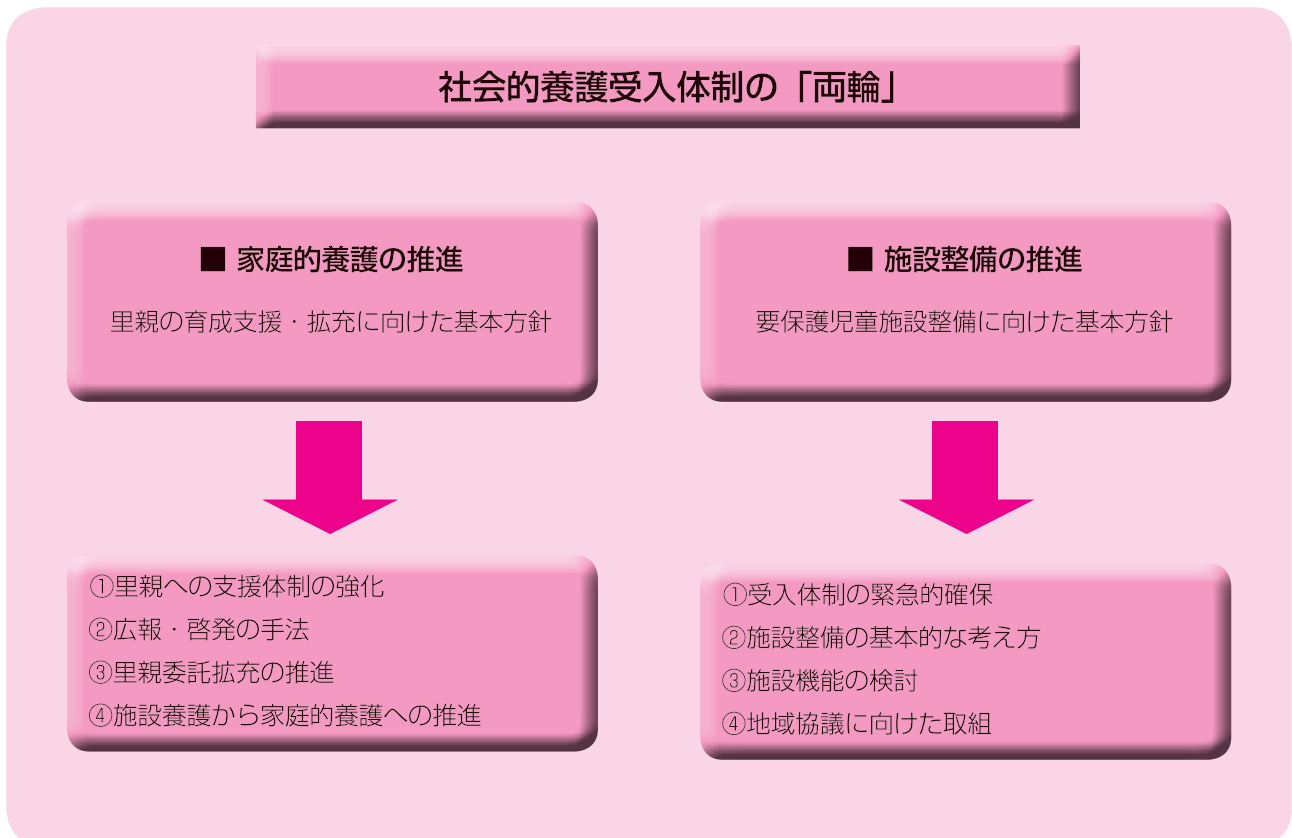 社会的養護受入体制の「両輪」
■ 家庭的養護の推進
里親の育成支援・拡充に向けた基本方針
■ 施設整備の推進
要保護児童施設整備に向けた基本方針
①里親への支援体制の強化
②広報・啓発の手法
③里親委託拡充の推進
④施設養護から家庭的養護への推進
①受入体制の緊急的確保
②施設整備の基本的な考え方
③施設機能の検討
④地域協議に向けた取組